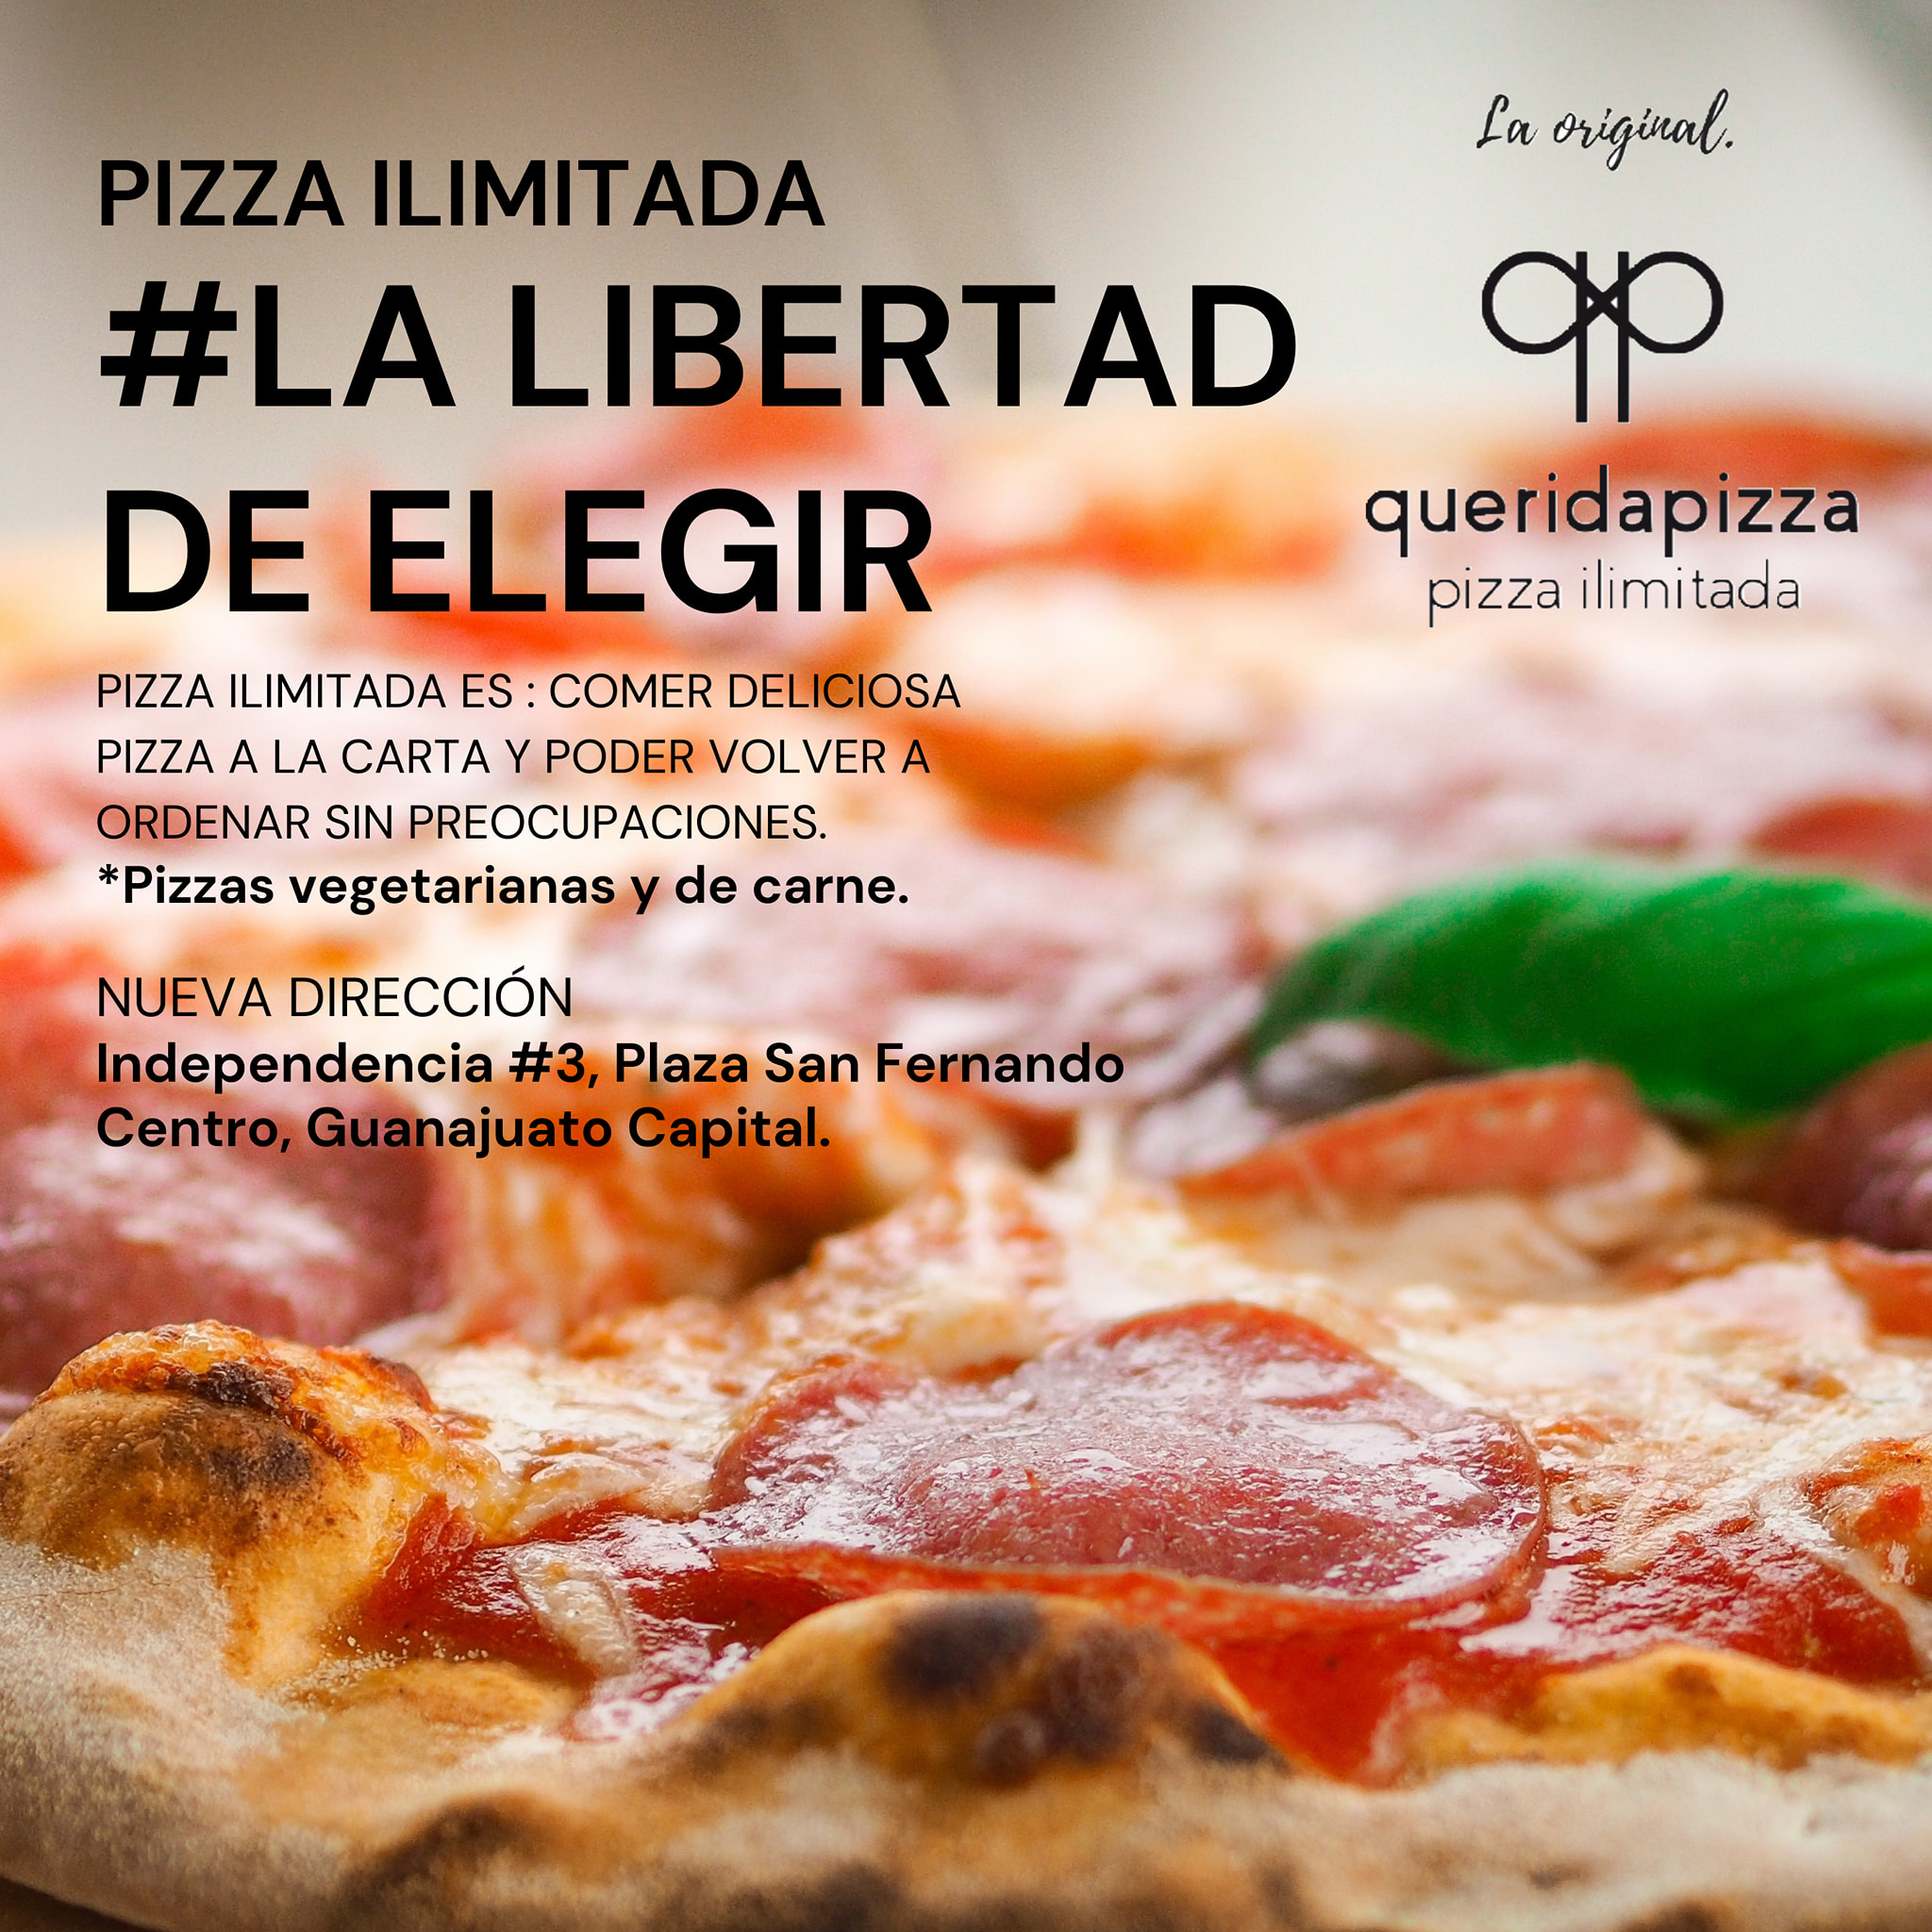 PIZZA ILIMITADA
#LA LIBERTAD
DE ELEGIR
PIZZA ILIMITADA ES : COMER DELICIOSA
PIZZA A LA CARTA Y PODER VOLVER A
ORDENAR SIN PREOCUPACIONES.
*Pizzas vegetarianas y de carne.
NUEVA DIRECCIÓN
Independencia #3, Plaza San Fernando
Centro, Guanajuato Capital.
La original.
qp
queridapizza
pizza ilimitada